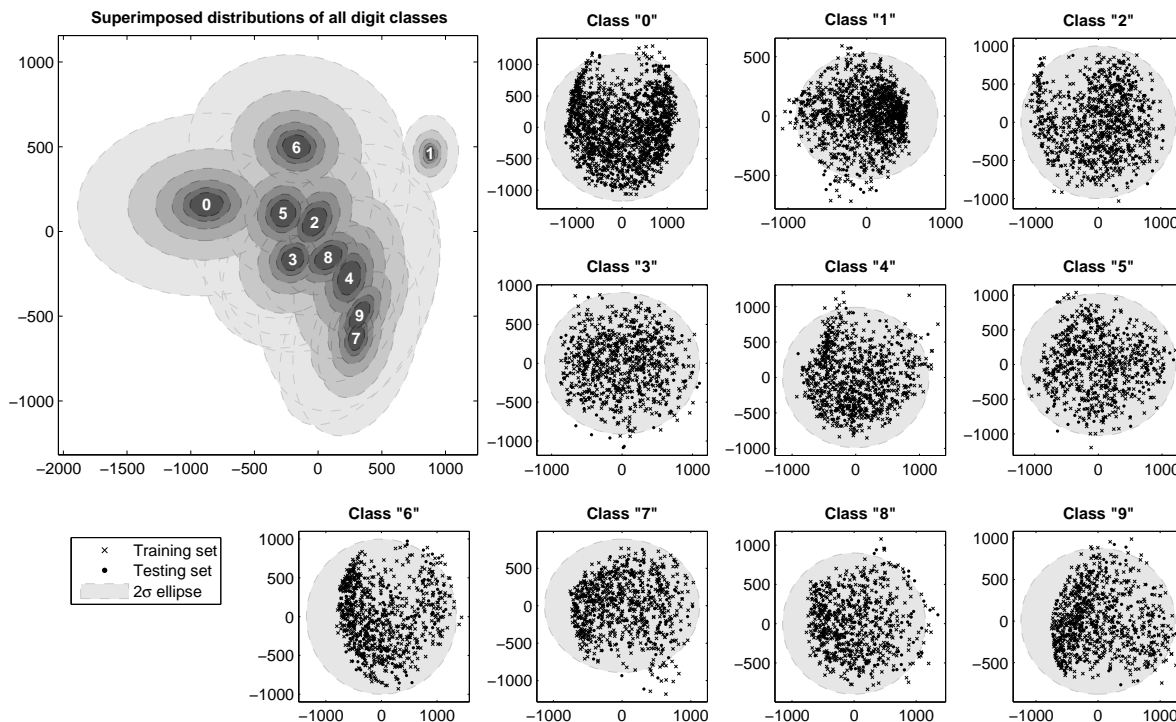 Superimposed distributions of all digit classes
1000
500
0
−500
−1000
−2000 −1500 −1000 −500 0 500 1000
0 1 2 3 4 5 6 7 8 9
Class "0"
1000
500
0
−500
−1000
−1000 0 1000
Class "1"
500
0
−500
−1000 0 1000
Class "2"
1000
500
0
−500
−1000
−1000 0 1000
Class "3"
1000
500
0
−500
−1000
−1000 0 1000
Class "4"
1000
500
0
−500
−1000
−1000 0 1000
Class "5"
1000
500
0
−500
−1000
−1000 0 1000
Training set
Testing set
2σ ellipse
Class "6"
1000
500
0
−500
−1000
−1000 0 1000
Class "7"
1000
500
0
−500
−1000
−1000 0 1000
Class "8"
1000
500
0
−500
−1000 0 1000
Class "9"
1000
500
0
−500
−1000 0 1000